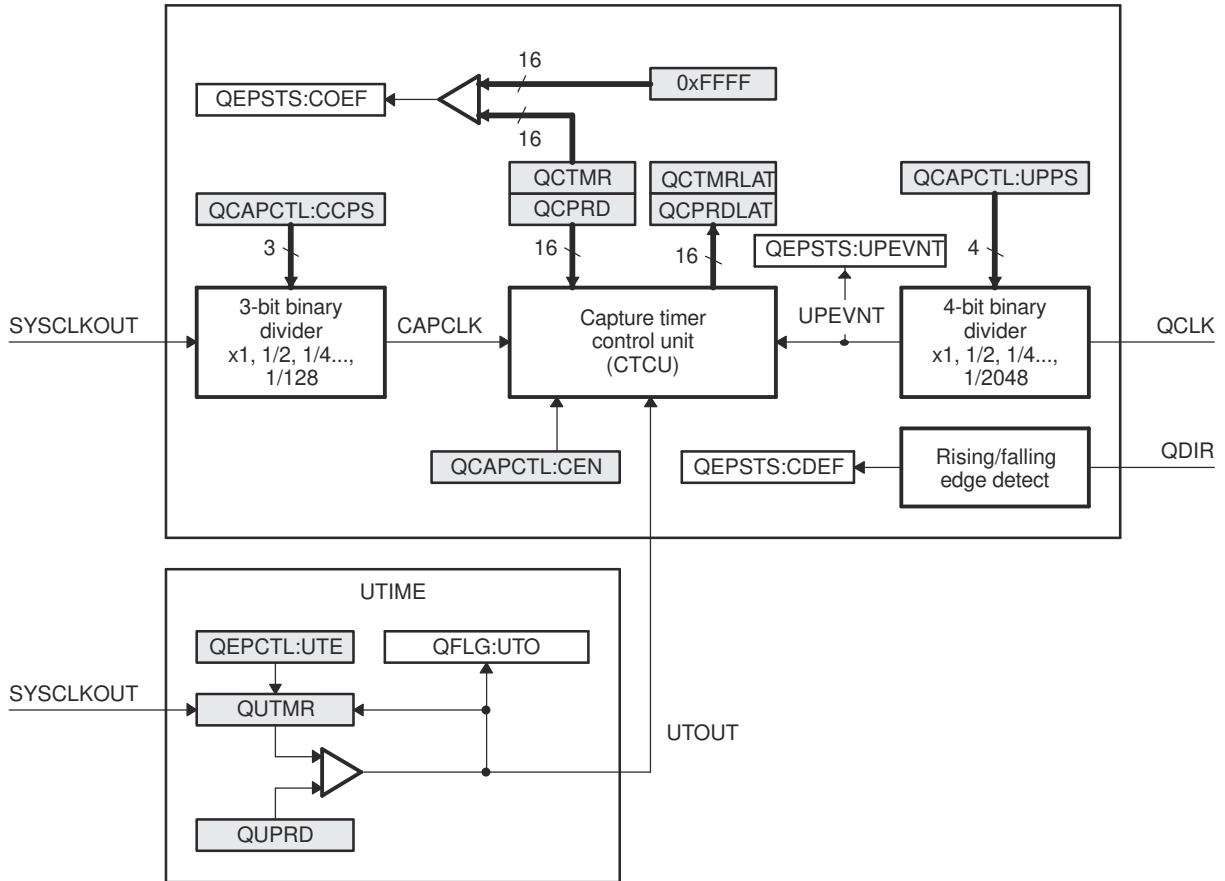 16
0xFFFF
QEPSTS:COEF
16
QCTMR
QCTMRLAT
QCAPCTL:UPPS
QCAPCTL:CCPS
QCPRD
QCPRDLAT
3
16
16
QEPSTS:UPEVNT
4
SYSCLKOUT
3-bit binary
divider
x1, 1/2, 1/4...,
1/128
CAPCLK
Capture timer
control unit
(CTCU)
UPEVNT
4-bit binary
divider
x1, 1/2, 1/4...,
1/2048
QCLK
QCAPCTL:CEN
QEPSTS:CDEF
Rising/falling
edge detect
QDIR
UTIME
QEPCTL:UTE
QFLG:UTO
SYSCLKOUT
QUTMR
UTOUT
QUPRD